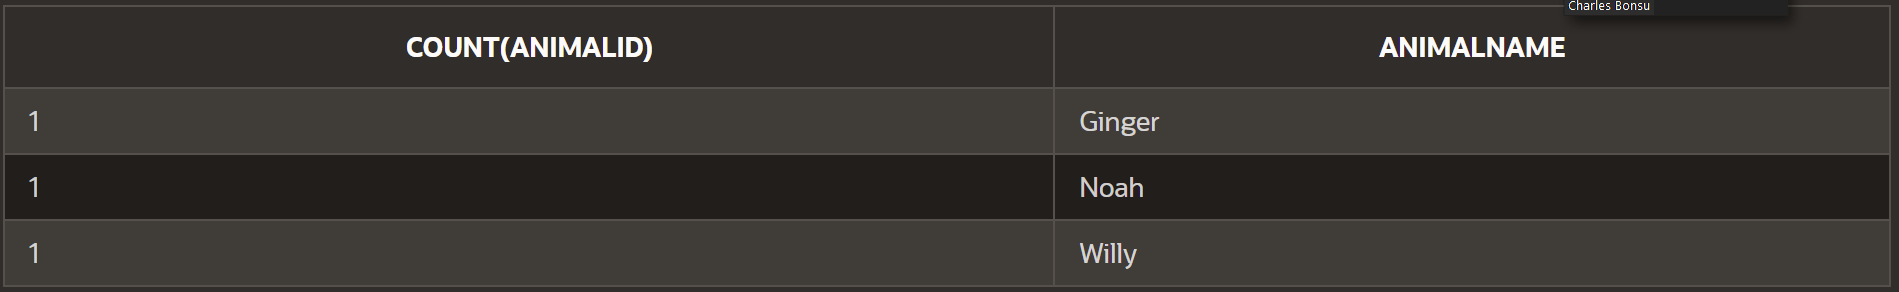 Charles Bonsu
COUNT(ANIMALID) ANIMALNAME
1 Ginger
1 Noah
1 Willy